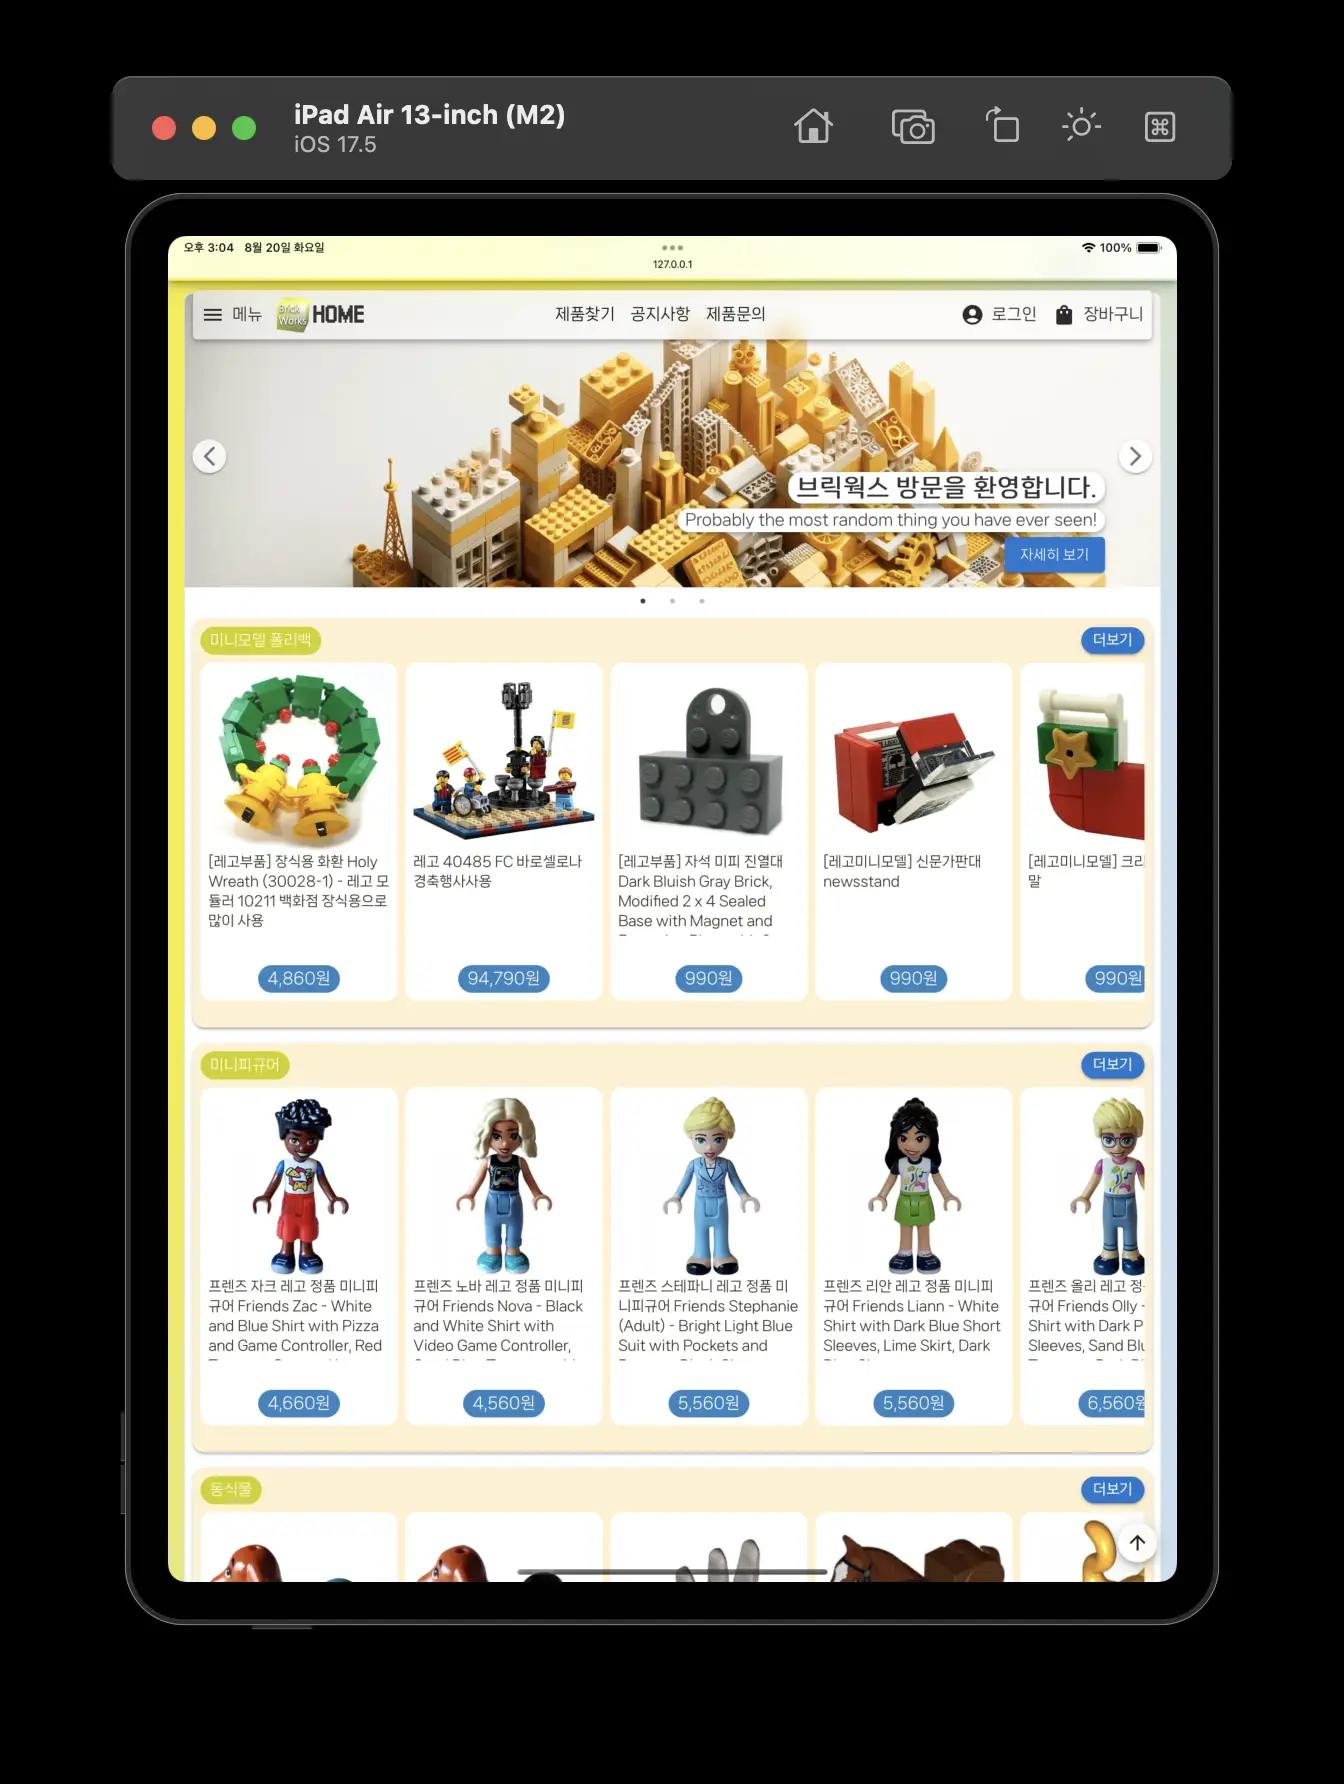 iPad Air 13-inch (M2)
iOS 17.5
오후 3:04 8월 20일 화요일
127.0.0.1
100%
메뉴
Brick Works
HOME
제품찾기 공지사항 제품문의
로그인
장바구니
브릭웍스 방문을 환영합니다.
Probably the most random thing you have ever seen!
자세히 보기
미니모델 폴리백
더보기
[레고부품] 장식용 화환 Holy
Wreath (30028-1) - 레고 모
듈러 10211 백화점 장식용으로
많이 사용
4,860원
레고 40485 FC 바로셀로나
경축행사사용
94,790원
[레고부품] 자석 미피 진열대
Dark Bluish Gray Brick,
Modified 2 x 4 Sealed
Base with Magnet and
990원
[레고미니모델] 신문가판대
newsstand
990원
[레고미니모델] 크리
말
990원
미니피규어
더보기
프렌즈 자크 레고 정품 미니피
규어 Friends Zac - White
and Blue Shirt with Pizza
and Game Controller, Red
4,660원
프렌즈 노바 레고 정품 미니피
규어 Friends Nova - Black
and White Shirt with
Video Game Controller,
4,560원
프렌즈 스테파니 레고 정품 미
니피규어 Friends Stephanie
(Adult) - Bright Light Blue
Suit with Pockets and
5,560원
프렌즈 리안 레고 정품 미니피
규어 Friends Liann - White
Shirt with Dark Blue Short
Sleeves, Lime Skirt, Dark
5,560원
프렌즈 올리 레고 정
규어 Friends Olly -
Shirt with Dark P
Sleeves, Sand Blu
6,560원
동식물
더보기